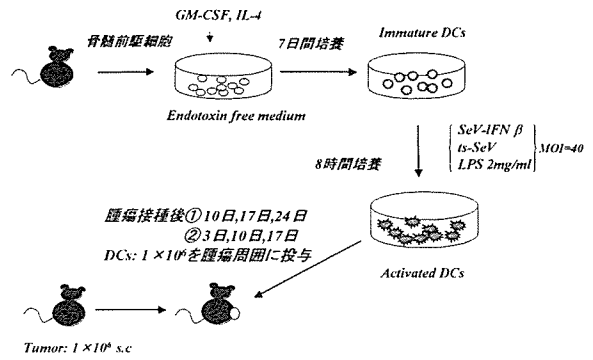 GM-CSF, IL-4
骨髄前駆細胞
7日間培養
Immature DCs
Endotoxin free medium
SeV-IFN β
ts-SeV
LPS 2mg/ml
MOI=40
8時間培養
腫瘍接種後① 10日,17日,24日
② 3日,10日,17日
DCs: 1×10⁶を腫瘍周囲に投与
Activated DCs
Tumor: 1×10⁶ s.c